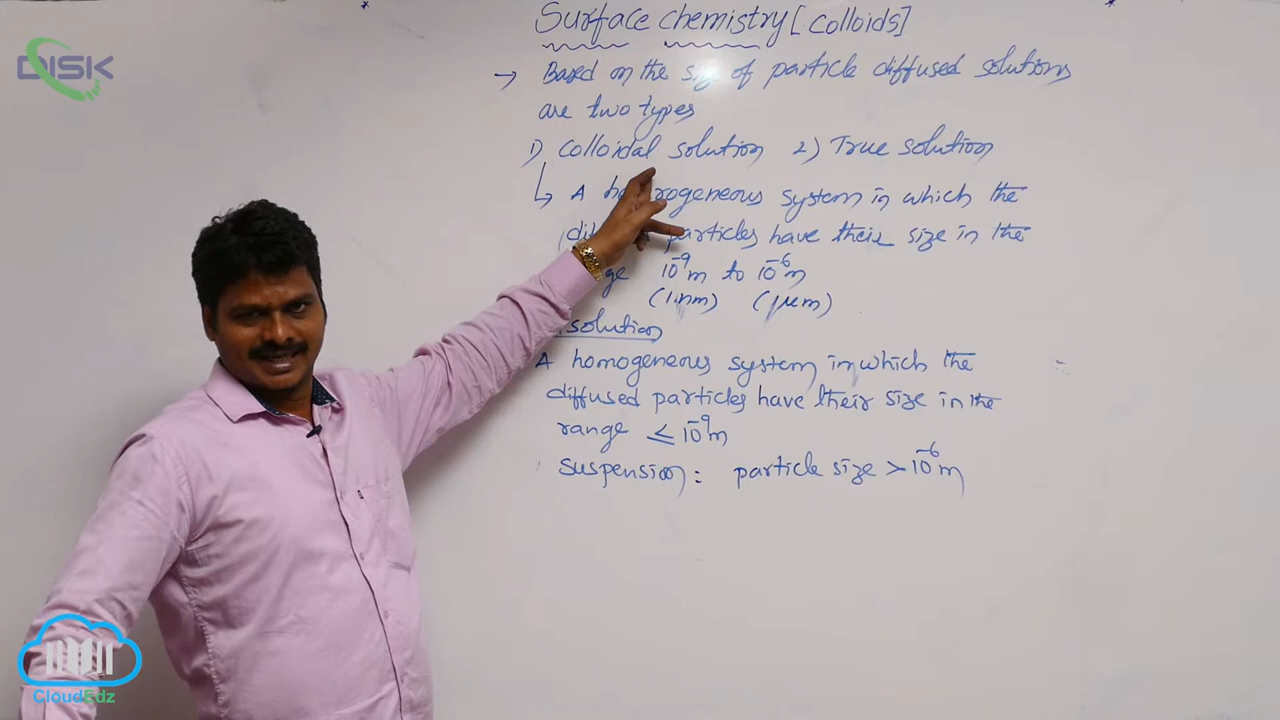 DISK
Surface chemistry [colloids]
→ Based on the size of particle diffused solutions
are two types
1) colloidal solution 2) True solution
↳ A rogeneous system in which the
particles have their size in the
10⁻⁹m to 10⁻⁶m
(1nm) (1μm)
solution
A homogeneous system in which the
diffused particles have their size in the
range ≤ 10⁻⁹m
suspension: particle size > 10⁻⁶m
CloudEdz